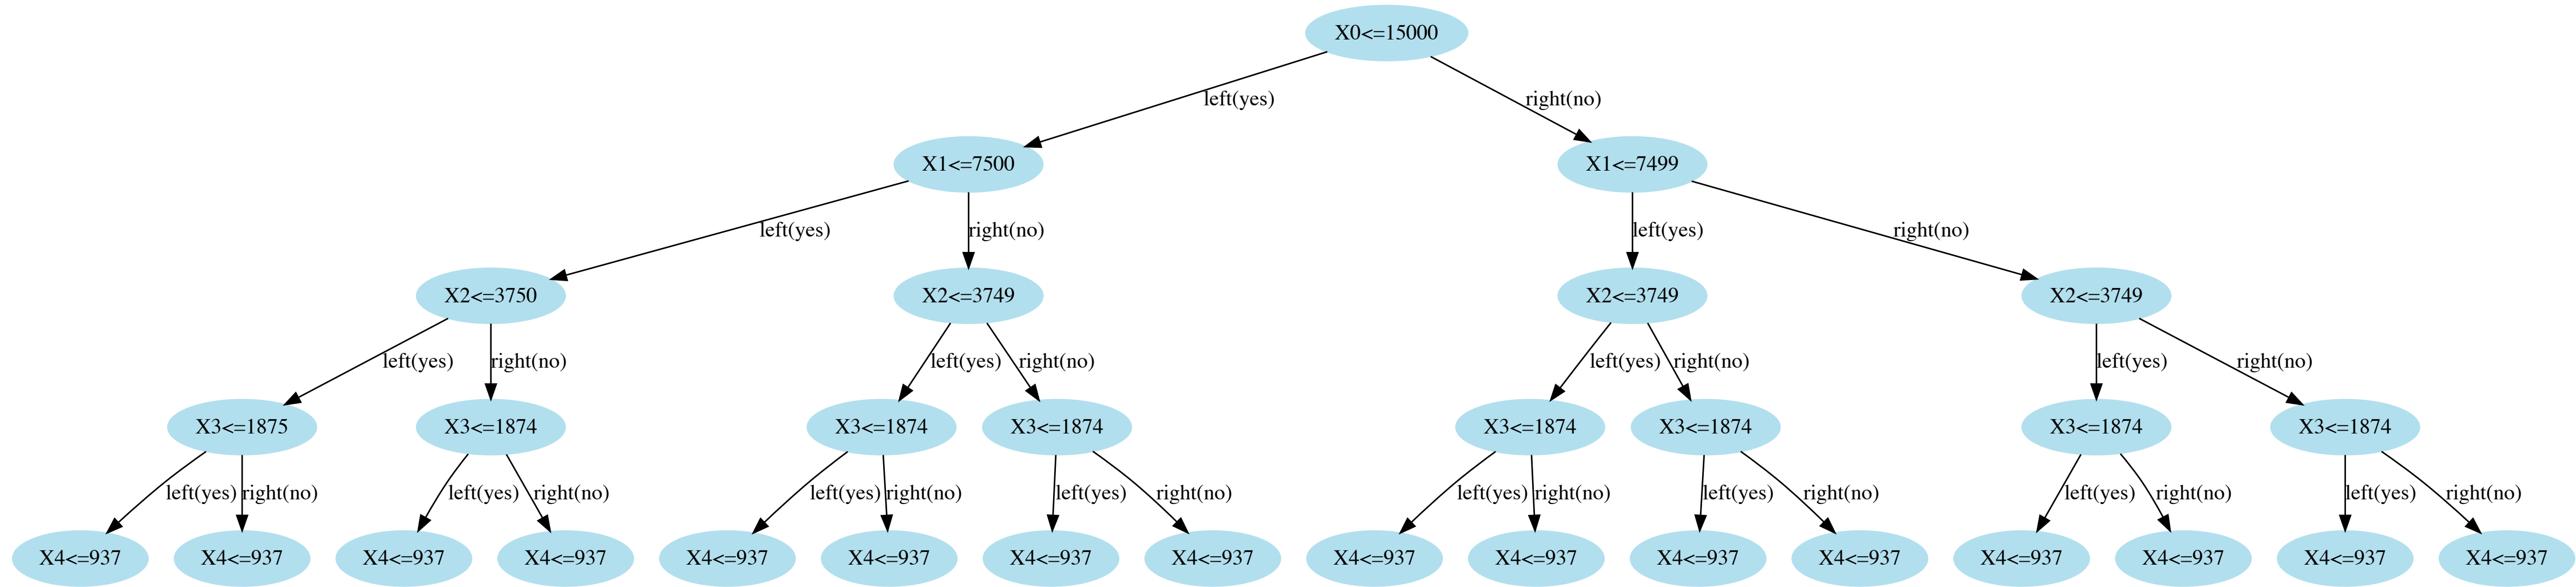 X0<=15000
left(yes) right(no)
X1<=7500 X1<=7499
left(yes) right(no) left(yes) right(no)
X2<=3750 X2<=3749 X2<=3749 X2<=3749
left(yes) right(no) left(yes) right(no) left(yes) right(no) left(yes) right(no)
X3<=1875 X3<=1874 X3<=1874 X3<=1874 X3<=1874 X3<=1874 X3<=1874 X3<=1874
left(yes) right(no) left(yes) right(no) left(yes) right(no) left(yes) right(no) left(yes) right(no) left(yes) right(no) left(yes) right(no) left(yes) right(no)
X4<=937 X4<=937 X4<=937 X4<=937 X4<=937 X4<=937 X4<=937 X4<=937 X4<=937 X4<=937 X4<=937 X4<=937 X4<=937 X4<=937 X4<=937 X4<=937